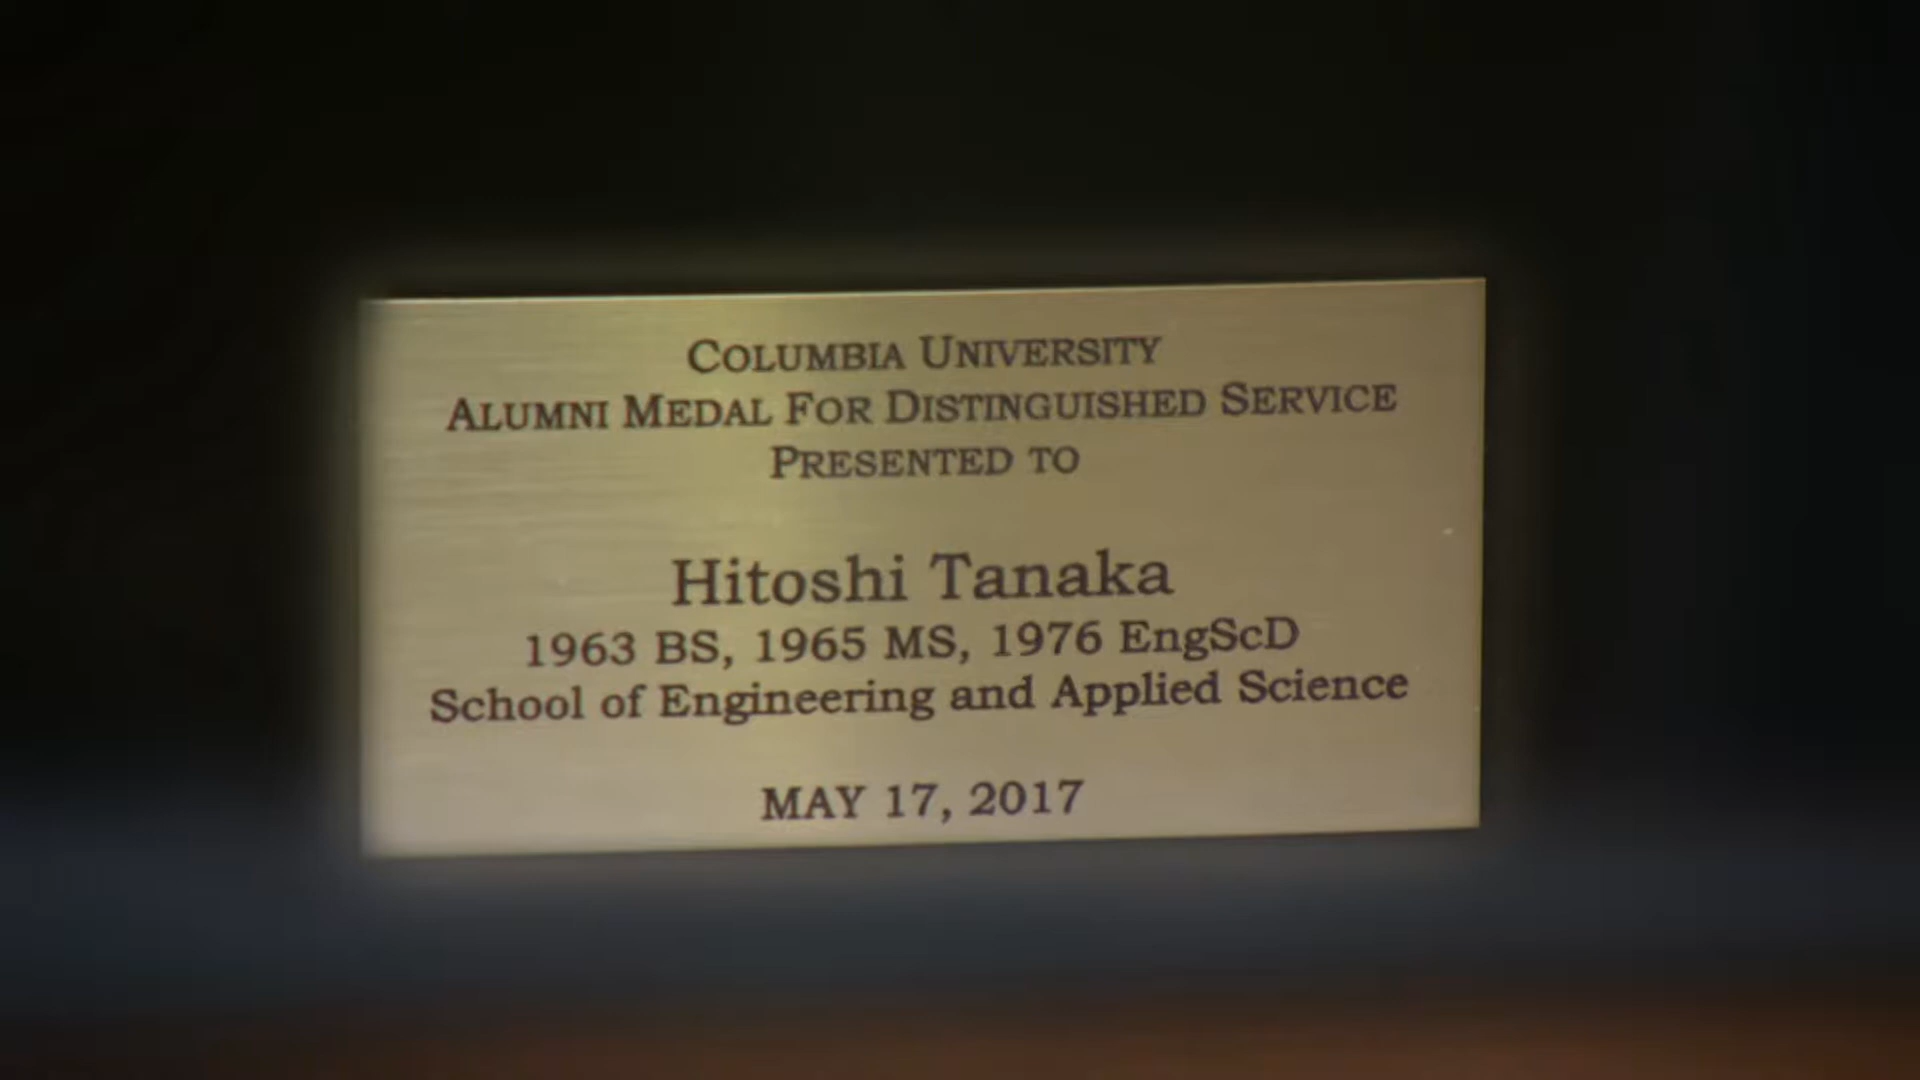 COLUMBIA UNIVERSITY
ALUMNI MEDAL FOR DISTINGUISHED SERVICE
PRESENTED TO
Hitoshi Tanaka
1963 BS, 1965 MS, 1976 EngScD
School of Engineering and Applied Science
MAY 17, 2017